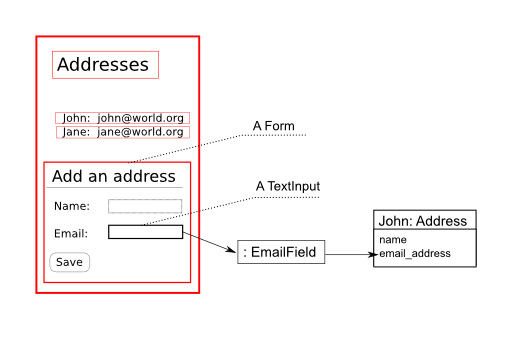 Addresses
John: john@world.org
Jane: jane@world.org
A Form
Add an address
A TextInput
Name:
Email:
Save
: EmailField
John: Address
name
email_address